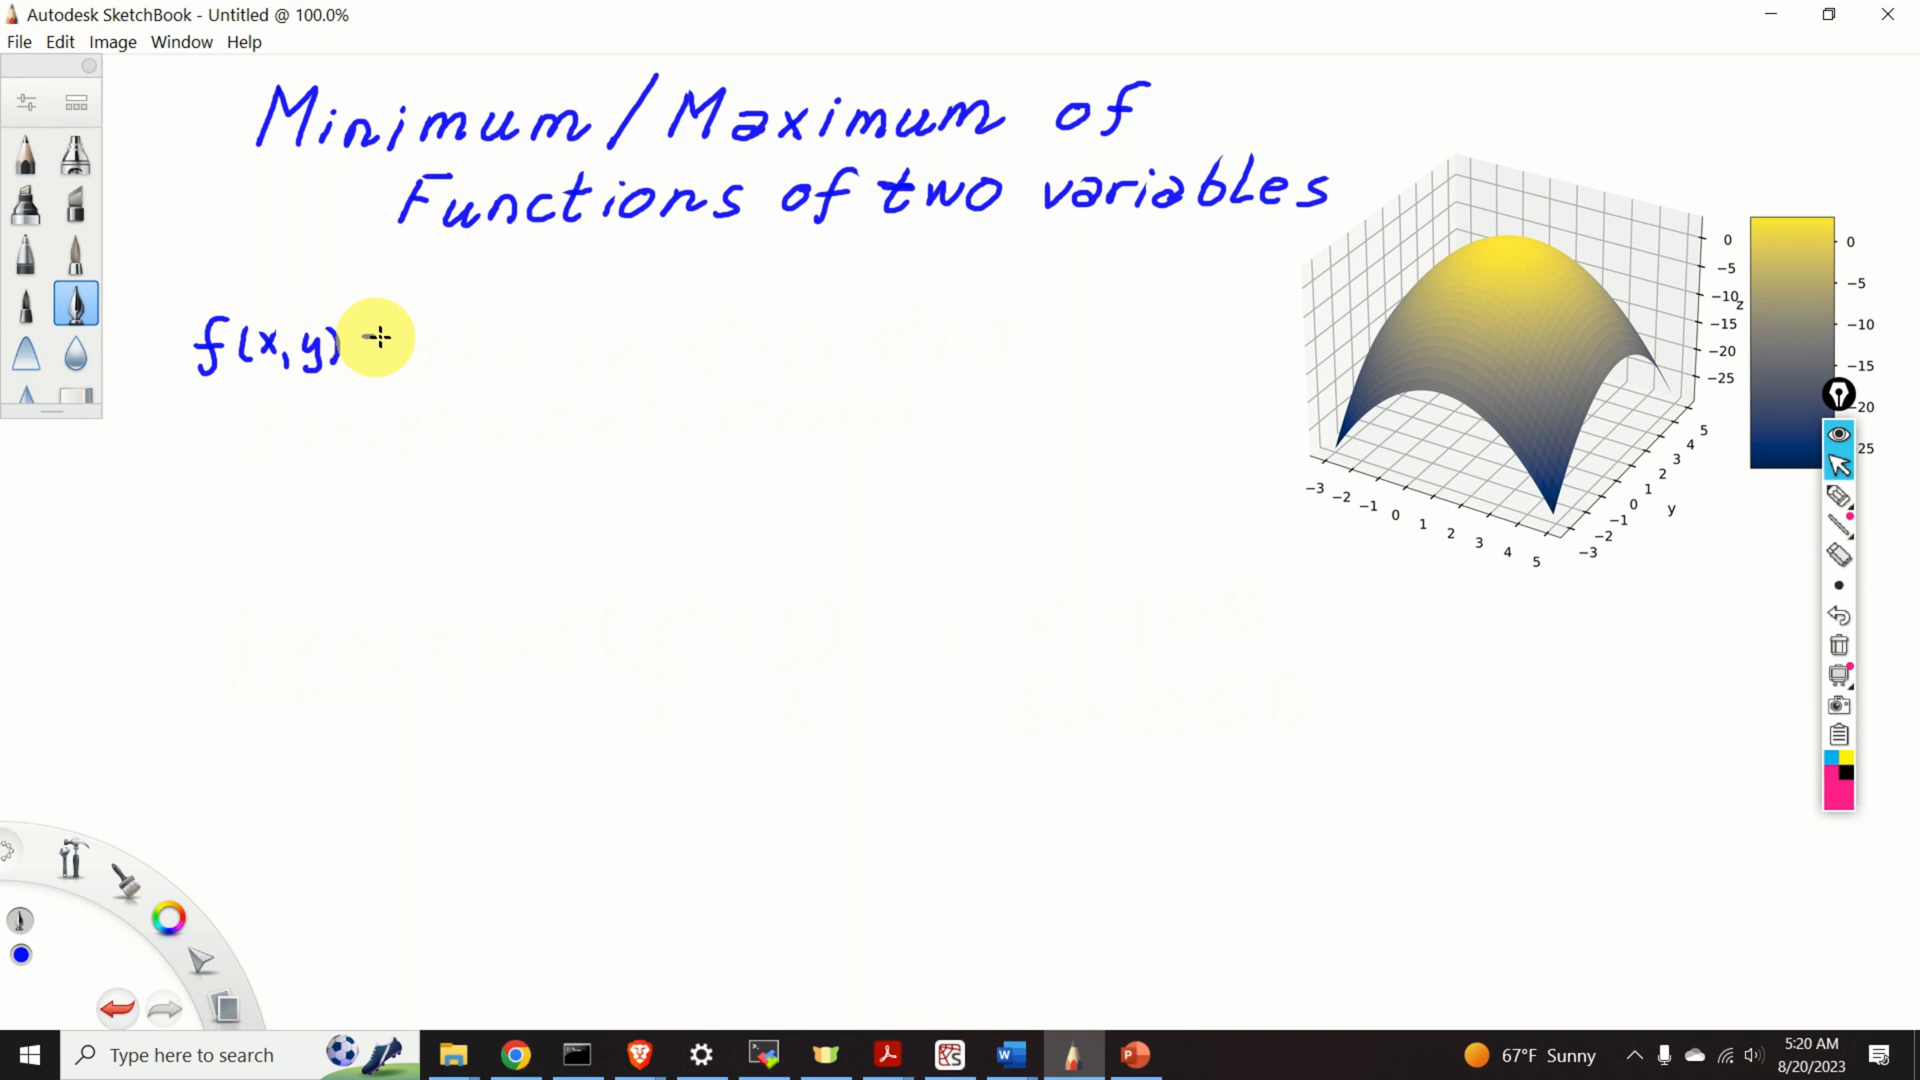 Autodesk SketchBook - Untitled @ 100.0%
File Edit Image Window Help
Minimum / Maximum of
Functions of two variables
f(x,y) =
0
−5
−10
−15
−20
−25
z
0
−5
−10
−15
−20
25
−3 −2 −1 0 1 2 3 4 5
−3 −2 −1 0 1 2 3 4 5
y
Type here to search
67°F Sunny
5:20 AM
8/20/2023